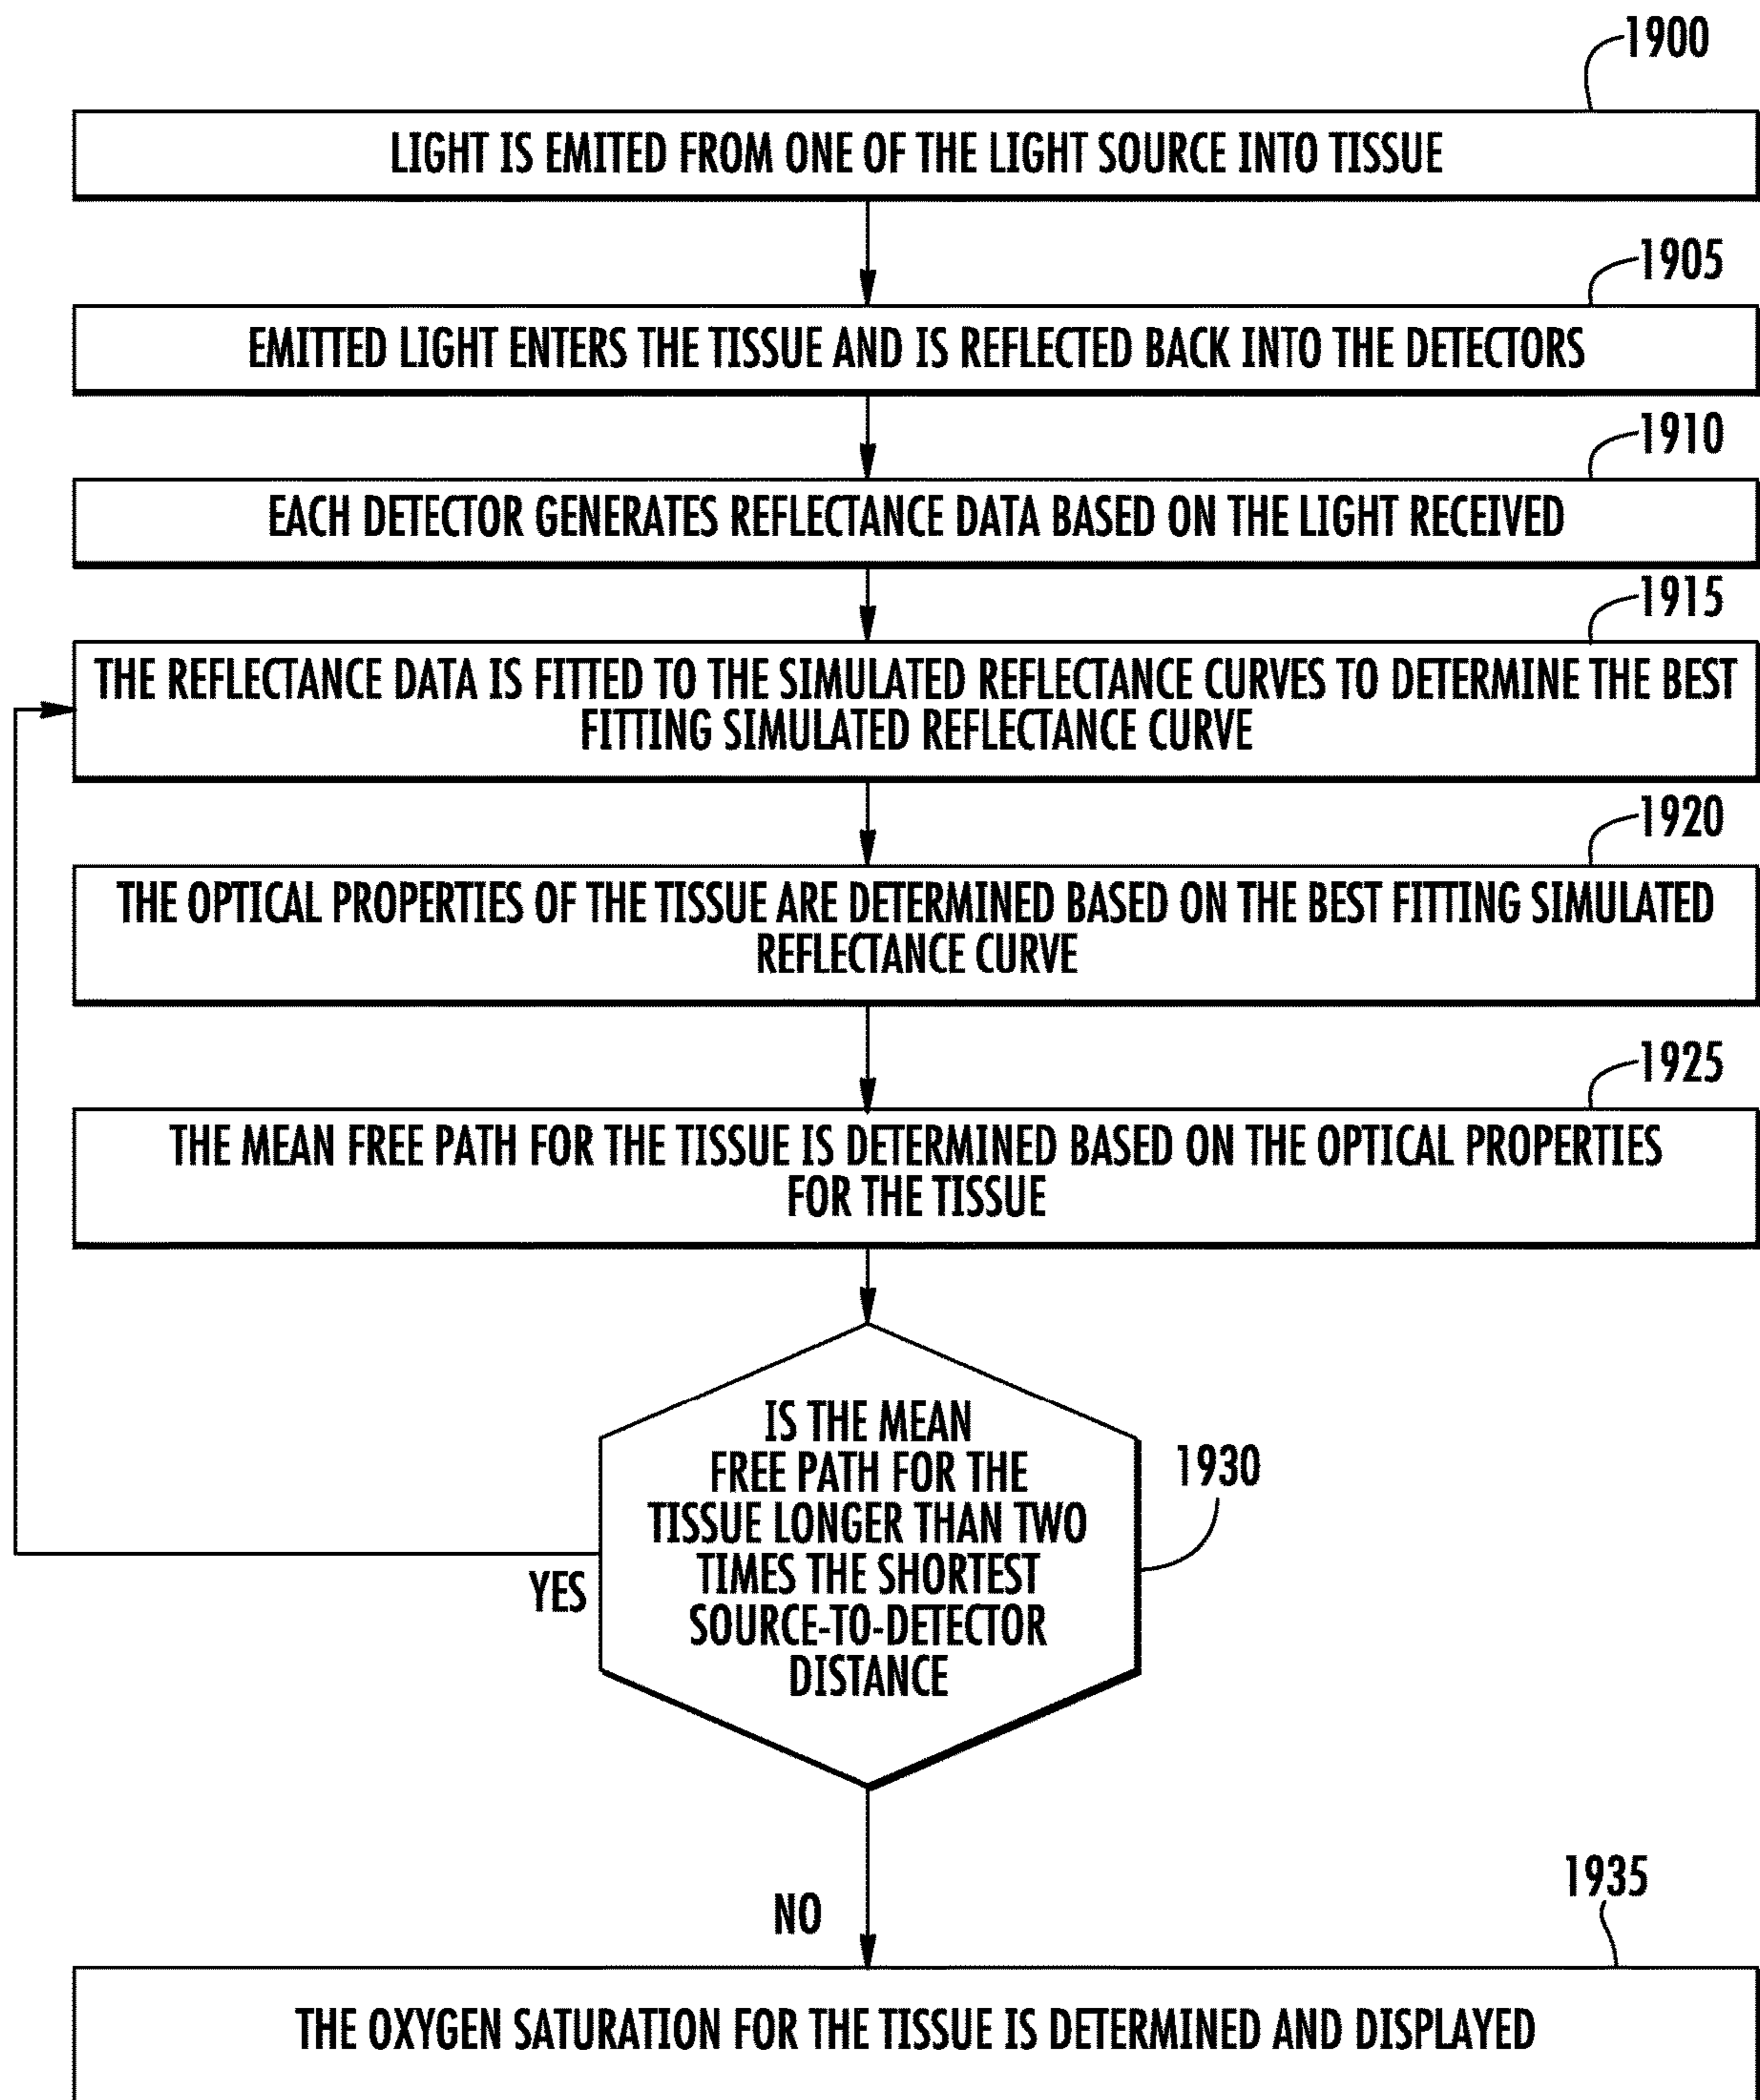 1900
LIGHT IS EMITED FROM ONE OF THE LIGHT SOURCE INTO TISSUE
1905
EMITTED LIGHT ENTERS THE TISSUE AND IS REFLECTED BACK INTO THE DETECTORS
1910
EACH DETECTOR GENERATES REFLECTANCE DATA BASED ON THE LIGHT RECEIVED
1915
THE REFLECTANCE DATA IS FITTED TO THE SIMULATED REFLECTANCE CURVES TO DETERMINE THE BEST
FITTING SIMULATED REFLECTANCE CURVE
1920
THE OPTICAL PROPERTIES OF THE TISSUE ARE DETERMINED BASED ON THE BEST FITTING SIMULATED
REFLECTANCE CURVE
1925
THE MEAN FREE PATH FOR THE TISSUE IS DETERMINED BASED ON THE OPTICAL PROPERTIES
FOR THE TISSUE
IS THE MEAN
FREE PATH FOR THE
TISSUE LONGER THAN TWO
TIMES THE SHORTEST
SOURCE-TO-DETECTOR
DISTANCE
1930
YES
NO
1935
THE OXYGEN SATURATION FOR THE TISSUE IS DETERMINED AND DISPLAYED